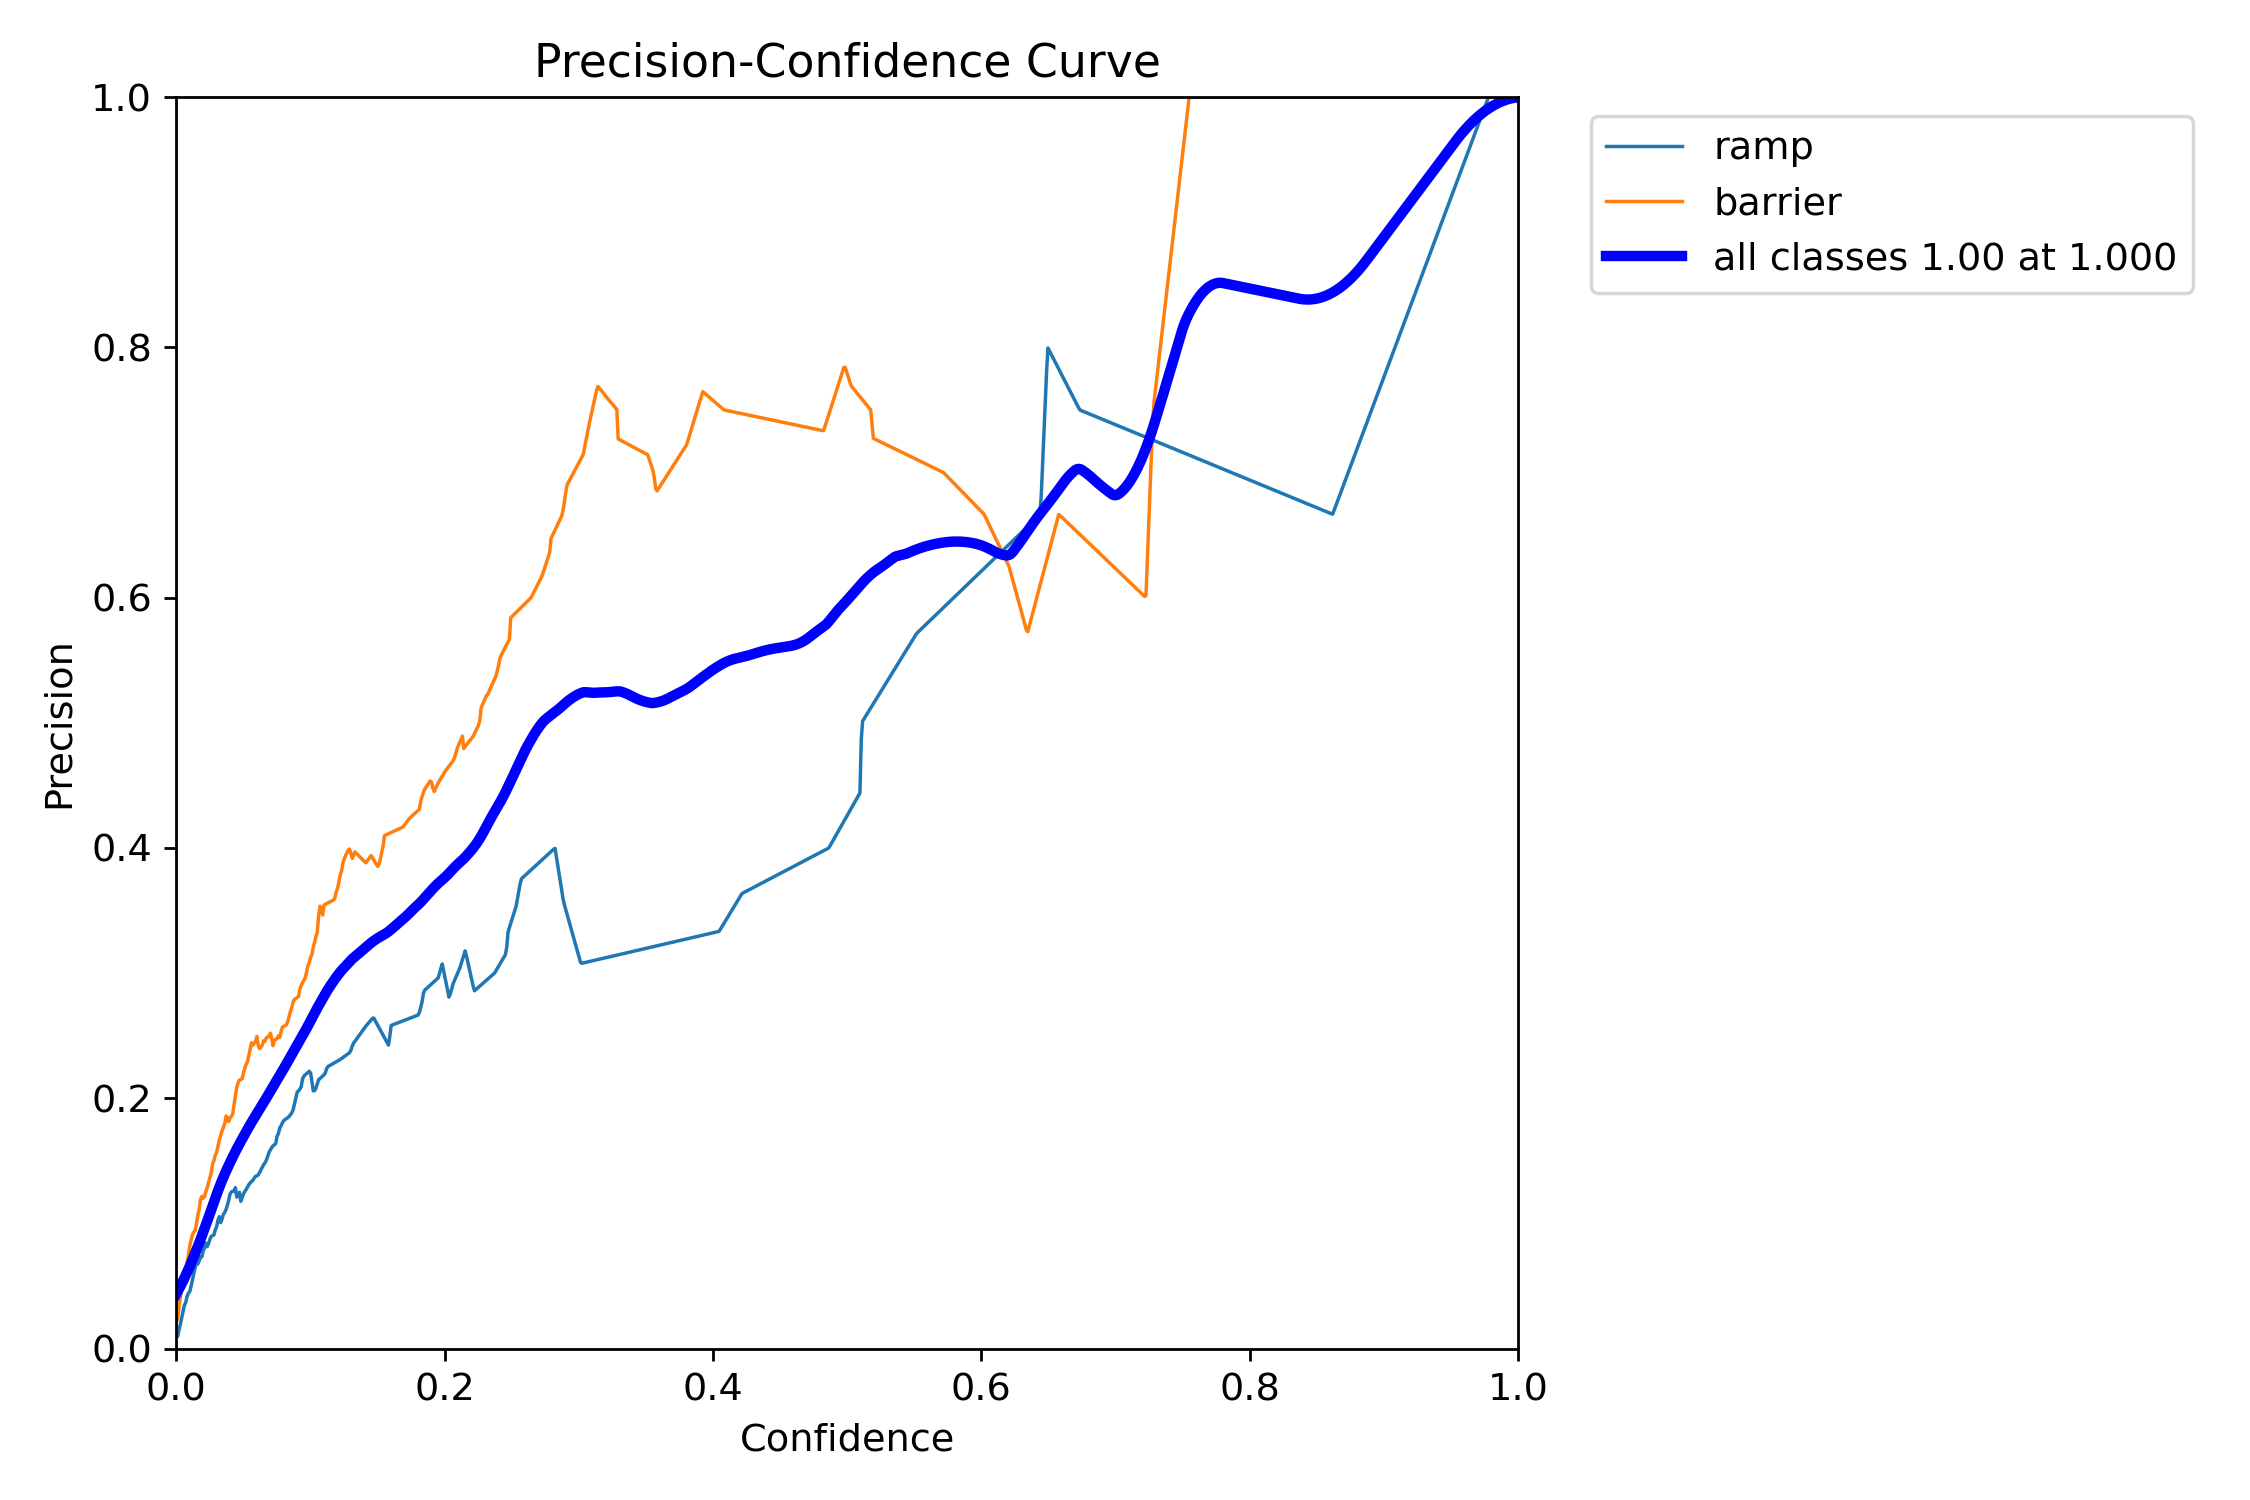 Precision-Confidence Curve
1.0
0.8
0.6
0.4
0.2
0.0
Precision
0.0 0.2 0.4 0.6 0.8 1.0
Confidence
ramp
barrier
all classes 1.00 at 1.000